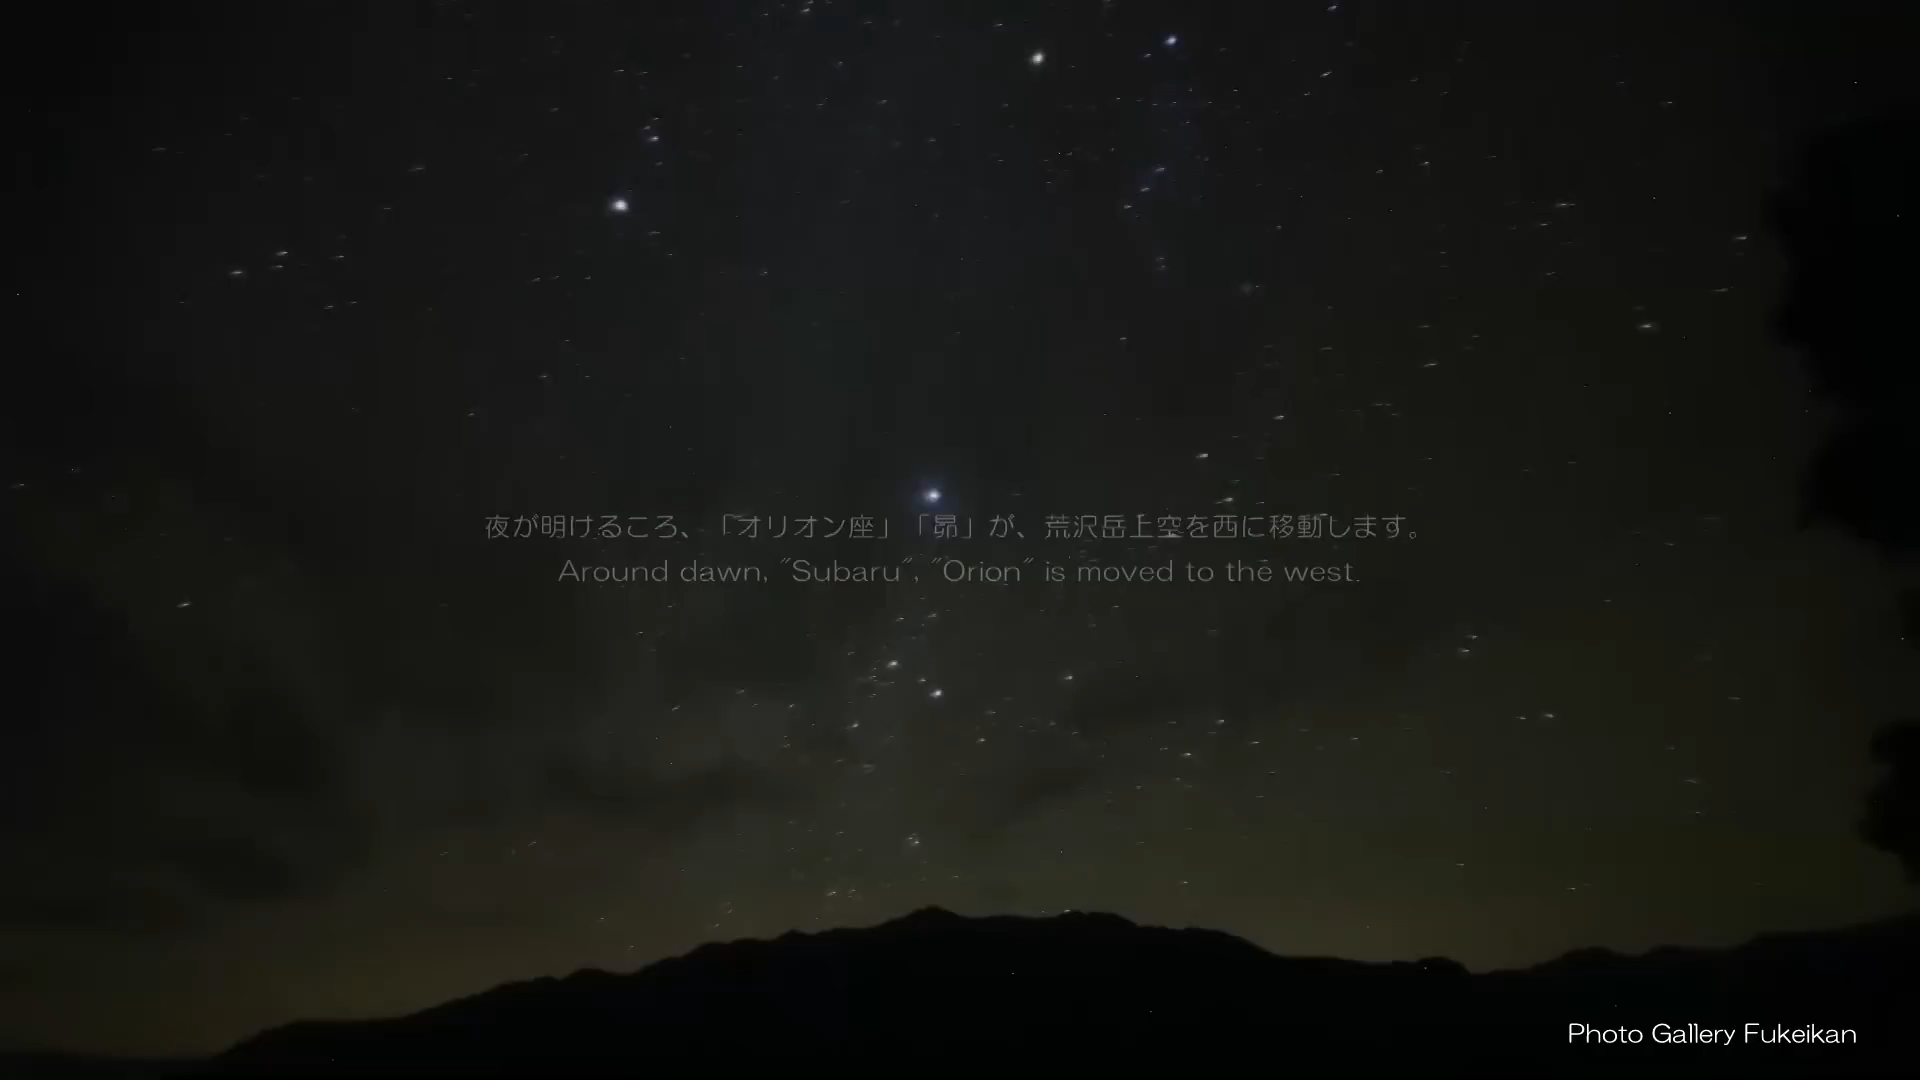 夜が明けるころ、「オリオン座」「昴」が、荒沢岳上空を西に移動します。
Around dawn, "Subaru", "Orion" is moved to the west.
Photo Gallery Fukeikan